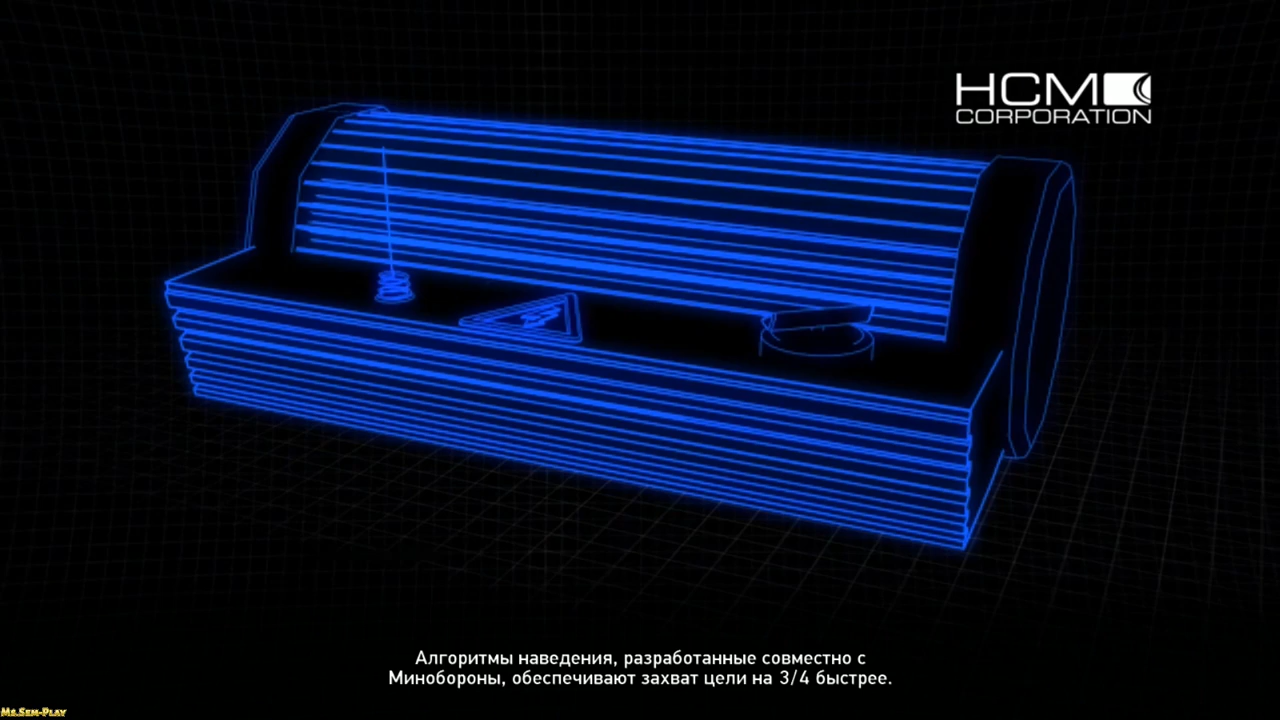 HCM
CORPORATION
Алгоритмы наведения, разработанные совместно с
Минобороны, обеспечивают захват цели на 3/4 быстрее.
Ms.Sem-Play